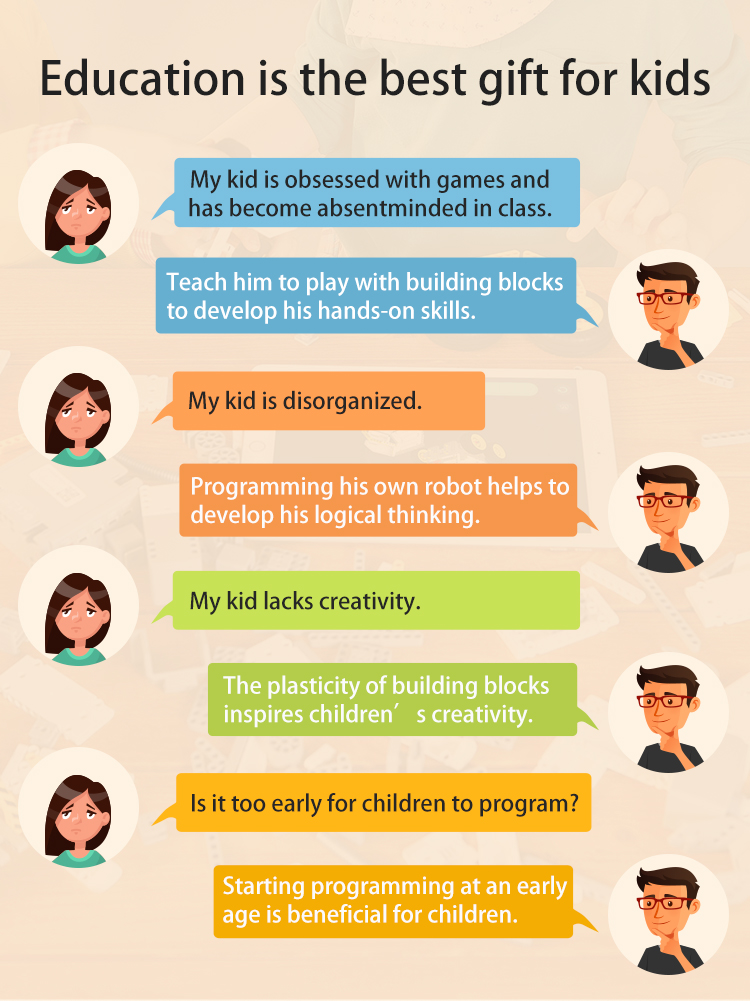 Education is the best gift for kids
My kid is obsessed with games and
has become absentminded in class.
Teach him to play with building blocks
to develop his hands-on skills.
My kid is disorganized.
Programming his own robot helps to
develop his logical thinking.
My kid lacks creativity.
The plasticity of building blocks
inspires children′ s creativity.
Is it too early for children to program?
Starting programming at an early
age is beneficial for children.